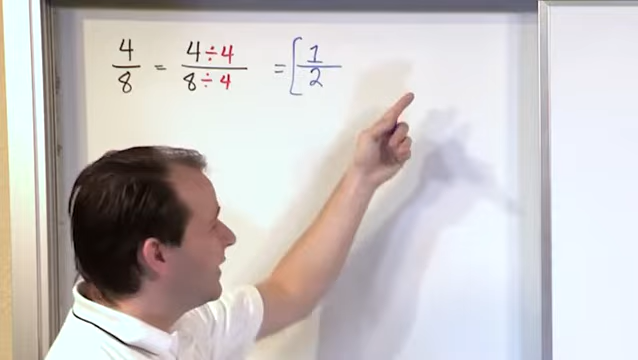 4/8 = 4÷4/8÷4 = [1/2